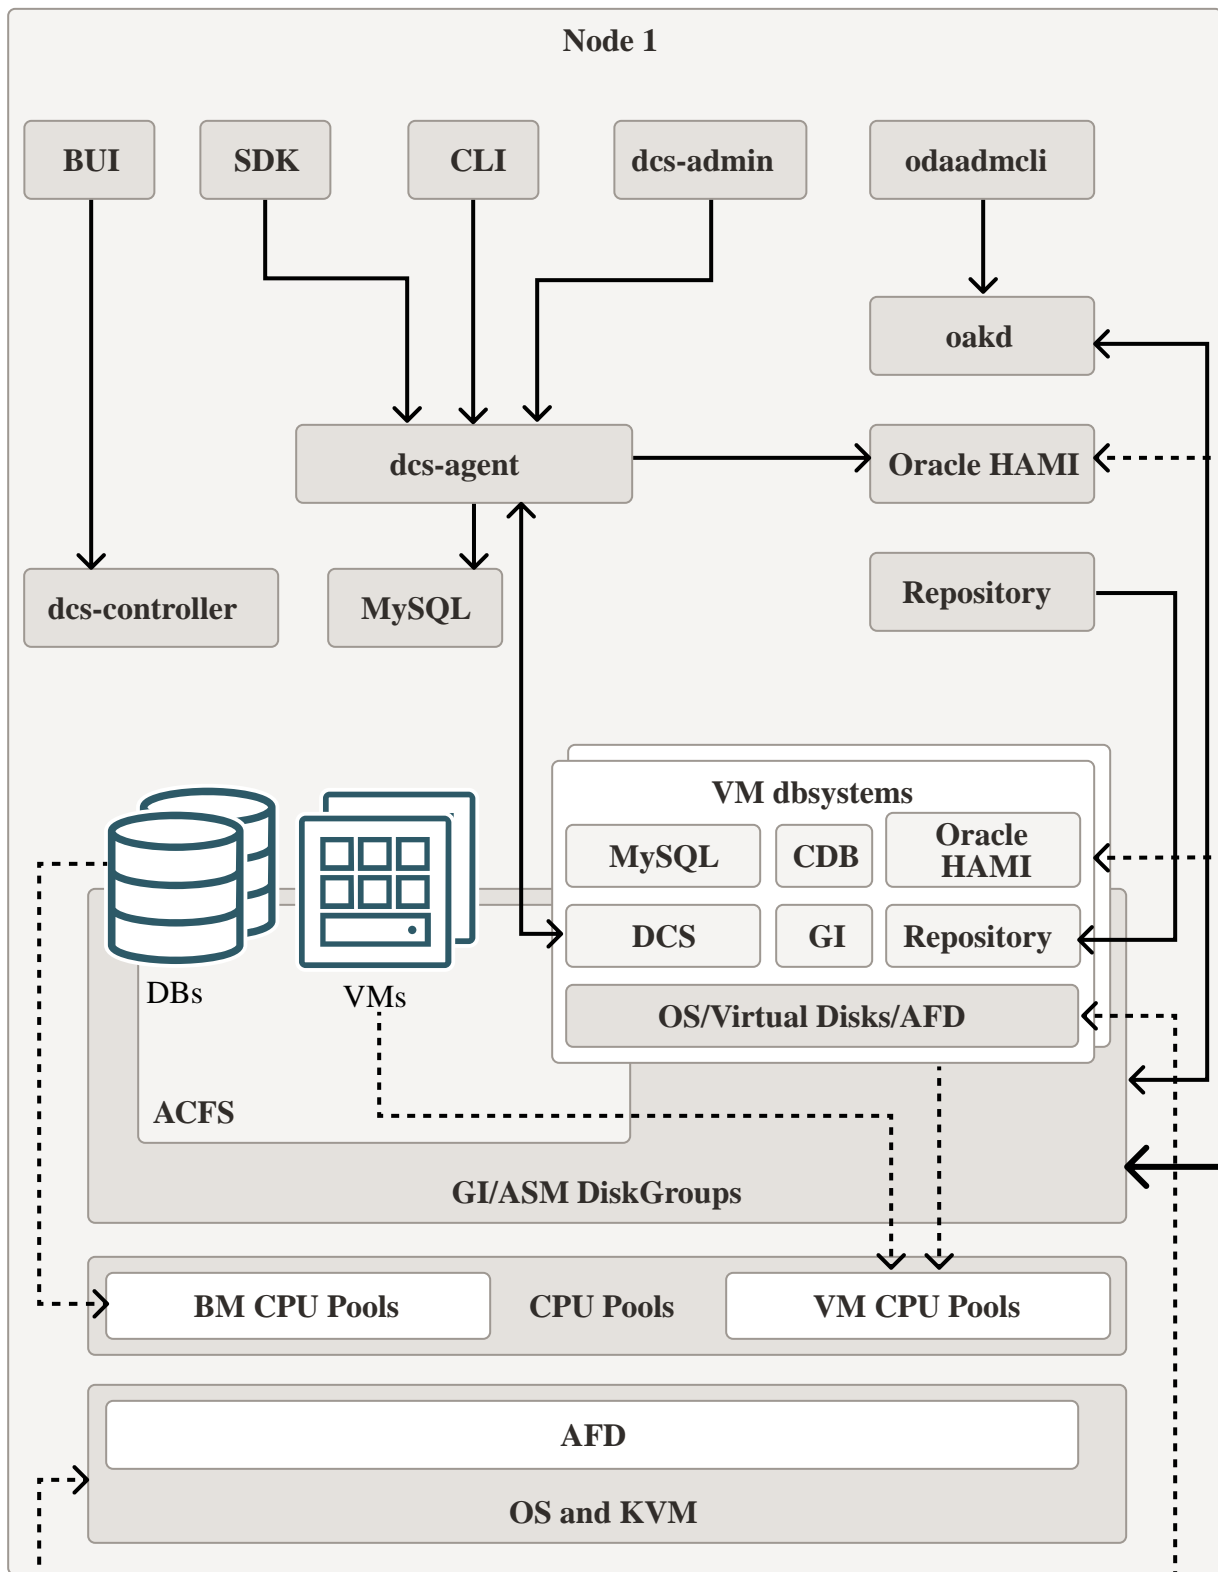 Node 1
BUI
SDK
CLI
dcs-admin
odaadmcli
oakd
dcs-agent
Oracle HAMI
dcs-controller
MySQL
Repository
VM dbsystems
MySQL
CDB
Oracle
HAMI
DCS
GI
Repository
OS/Virtual Disks/AFD
DBs
VMs
ACFS
GI/ASM DiskGroups
BM CPU Pools
CPU Pools
VM CPU Pools
AFD
OS and KVM